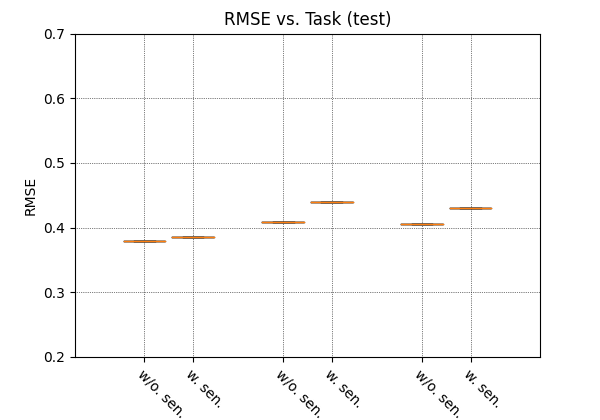 RMSE vs. Task (test)
0.7
0.6
0.5
0.4
0.3
0.2
RMSE
w/o. sen.
w. sen.
w/o. sen.
w. sen.
w/o. sen.
w. sen.